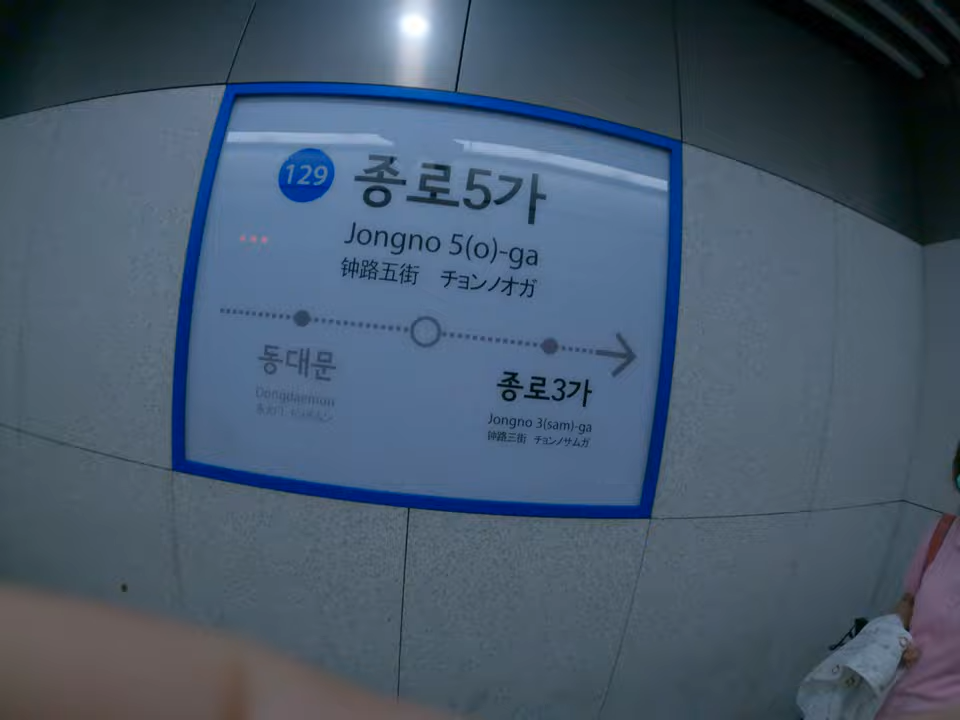 129 종로5가
Jongno 5(o)-ga
钟路五街 チョンノオガ
동대문
Dongdaemun
종로3가
Jongno 3(sam)-ga
钟路三街 チョンノサムガ